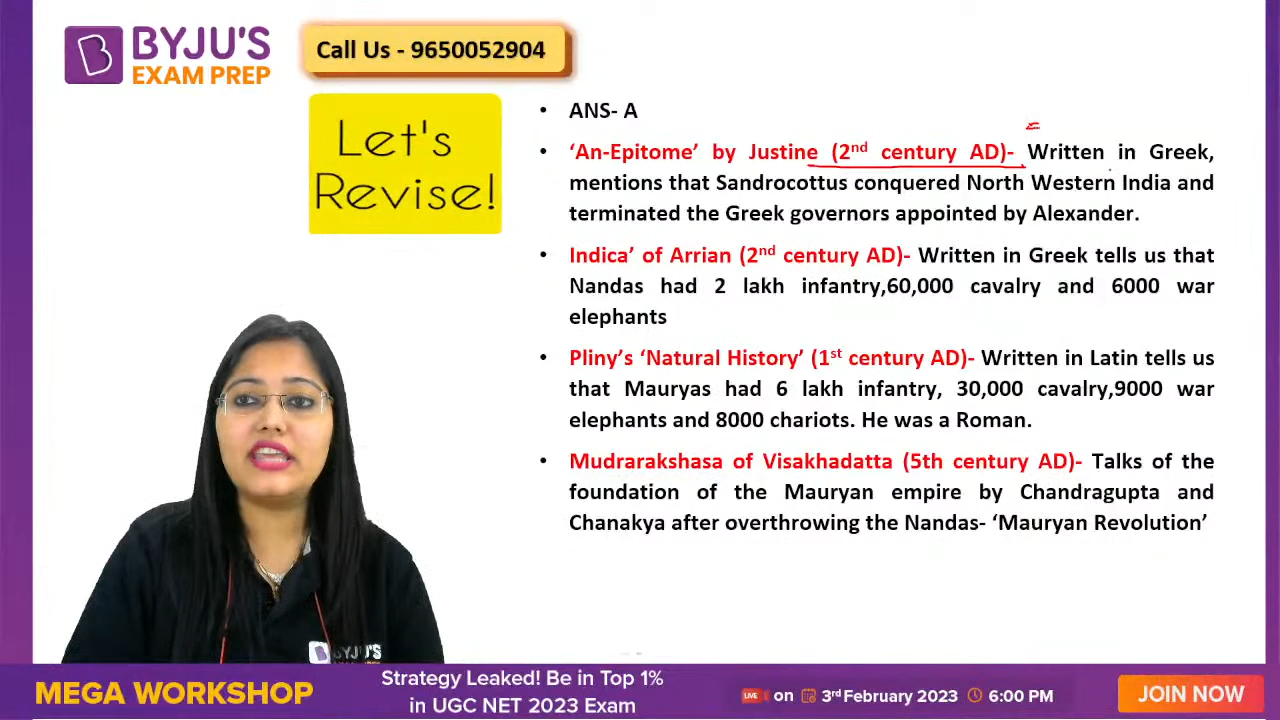 BYJU'S
EXAM PREP
Call Us - 9650052904
Let's
Revise!
• ANS- A
• ‘An-Epitome’ by Justine (2nd century AD)- Written in Greek,
mentions that Sandrocottus conquered North Western India and
terminated the Greek governors appointed by Alexander.
• Indica’ of Arrian (2nd century AD)- Written in Greek tells us that
Nandas had 2 lakh infantry,60,000 cavalry and 6000 war
elephants
• Pliny’s ‘Natural History’ (1st century AD)- Written in Latin tells us
that Mauryas had 6 lakh infantry, 30,000 cavalry,9000 war
elephants and 8000 chariots. He was a Roman.
• Mudrarakshasa of Visakhadatta (5th century AD)- Talks of the
foundation of the Mauryan empire by Chandragupta and
Chanakya after overthrowing the Nandas- ‘Mauryan Revolution’
BYJU'S
EXAM PREP
MEGA WORKSHOP
Strategy Leaked! Be in Top 1%
in UGC NET 2023 Exam
LIVE on 3rd February 2023 6:00 PM
JOIN NOW